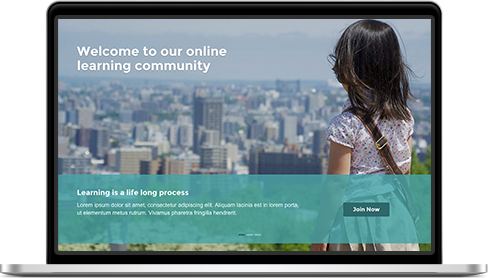 Welcome to our online
learning community
Learning is a life long process
Lorem ipsum dolor sit amet, consectetur adipiscing elit. Aliquam lacinia in lorem porta,
ut elementum metus rutrum. Vivamus pharetra fringilla hendrerit.
Join Now